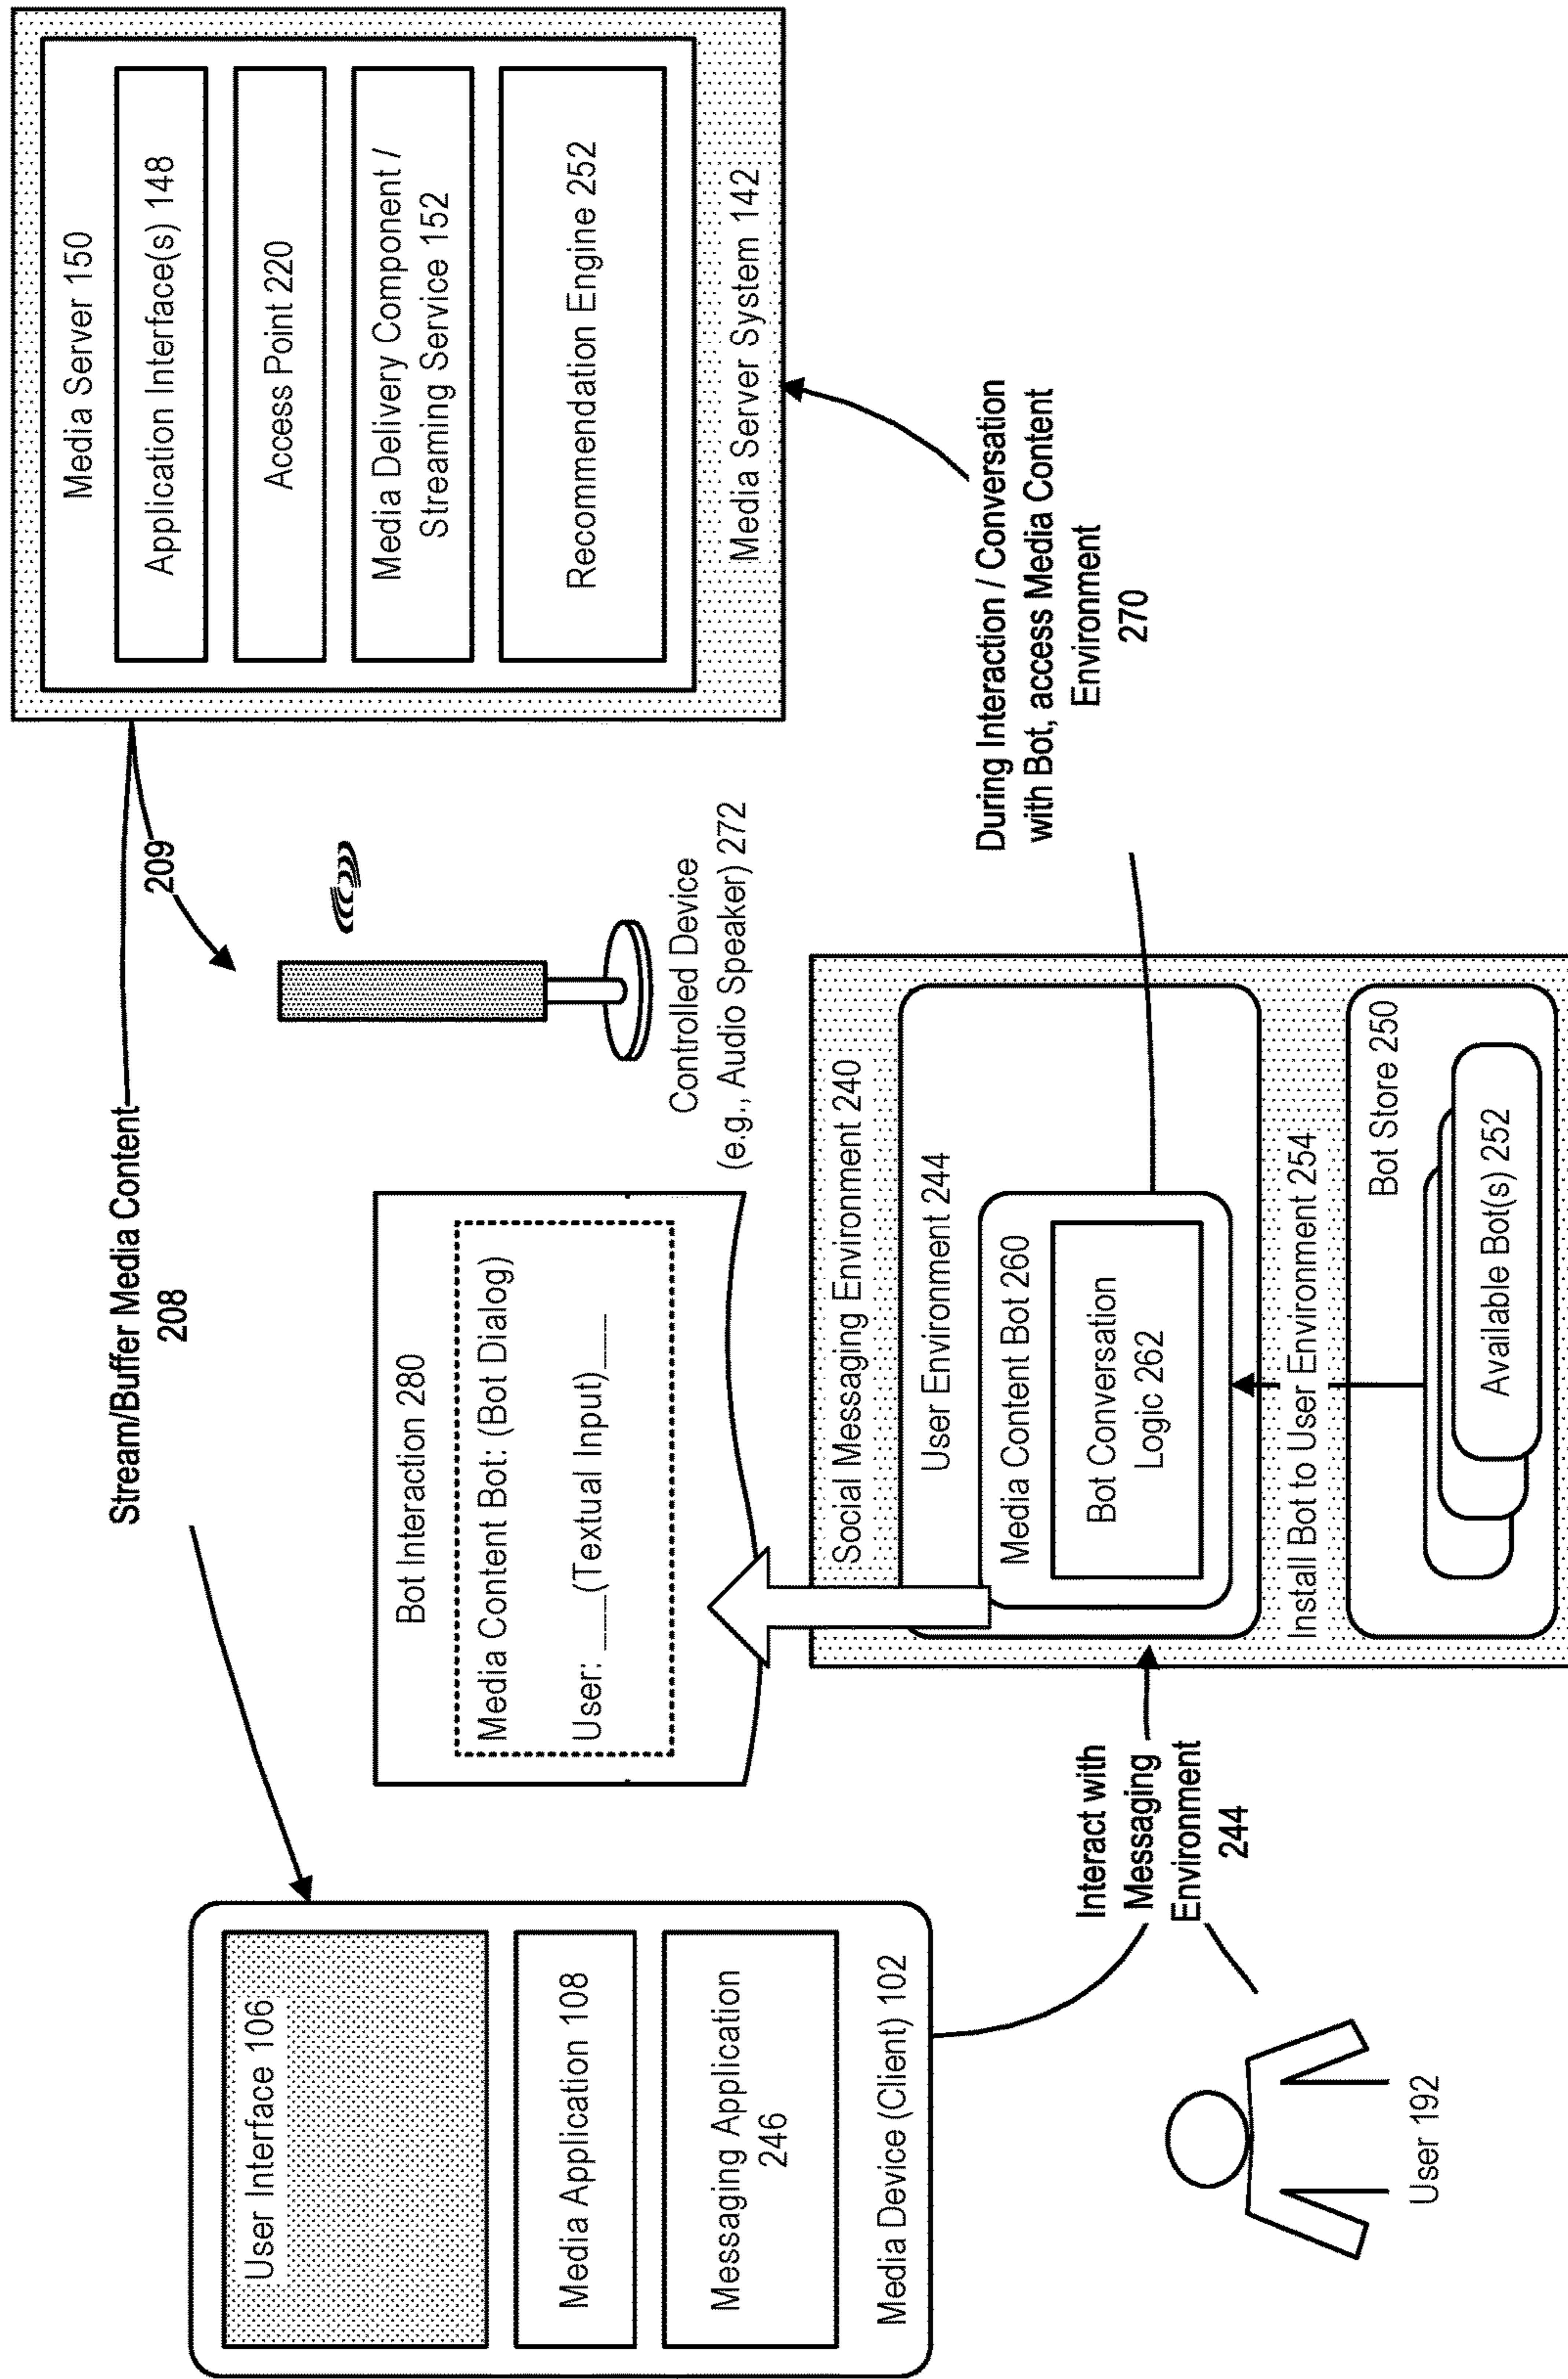 User Interface 106
Media Application 108
Messaging Application
246
Media Device (Client) 102
User 192
Interact with
Messaging
Environment
244
Stream/Buffer Media Content
208
209
Bot Interaction 280
Media Content Bot: (Bot Dialog)
User: ___(Textual Input)___
Controlled Device
(e.g., Audio Speaker) 272
Social Messaging Environment 240
User Environment 244
Media Content Bot 260
Bot Conversation
Logic 262
Install Bot to User Environment 254
Bot Store 250
Available Bot(s) 252
Media Server 150
Application Interface(s) 148
Access Point 220
Media Delivery Component /
Streaming Service 152
Recommendation Engine 252
Media Server System 142
During Interaction / Conversation
with Bot, access Media Content
Environment
270